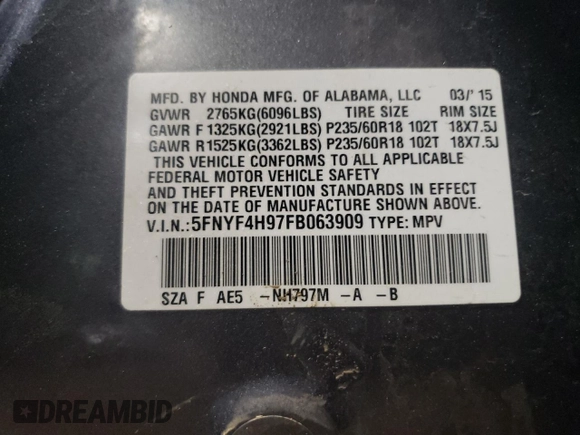 MFD. BY HONDA MFG. OF ALABAMA, LLC 03/'15
GVWR 2765KG(6096LBS) TIRE SIZE RIM SIZE
GAWR F 1325KG(2921LBS) P235/60R18 102T 18X7.5J
GAWR R1525KG(3362LBS) P235/60R18 102T 18X7.5J
THIS VEHICLE CONFORMS TO ALL APPLICABLE
FEDERAL MOTOR VEHICLE SAFETY
AND THEFT PREVENTION STANDARDS IN EFFECT
ON THE DATE OF MANUFACTURE SHOWN ABOVE.
V.I.N.:5FNYF4H97FB063909 TYPE: MPV
SZA F AE5 -NH797M -A -B
DREAMBID